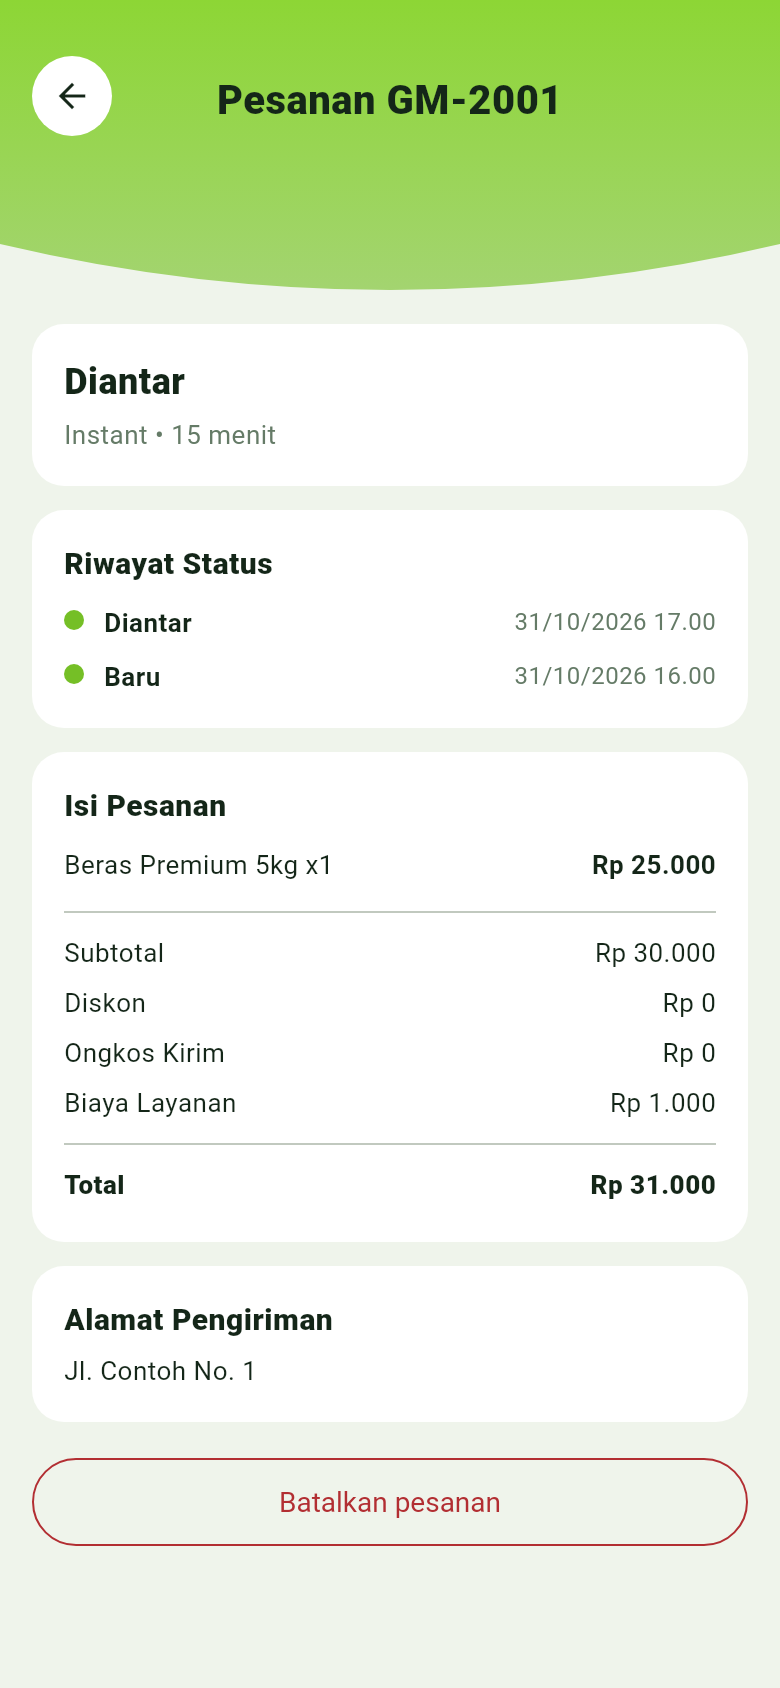 Pesanan GM-2001
Diantar
Instant • 15 menit
Riwayat Status
Diantar 31/10/2026 17.00
Baru 31/10/2026 16.00
Isi Pesanan
Beras Premium 5kg x1 Rp 25.000
Subtotal Rp 30.000
Diskon Rp 0
Ongkos Kirim Rp 0
Biaya Layanan Rp 1.000
Total Rp 31.000
Alamat Pengiriman
Jl. Contoh No. 1
Batalkan pesanan